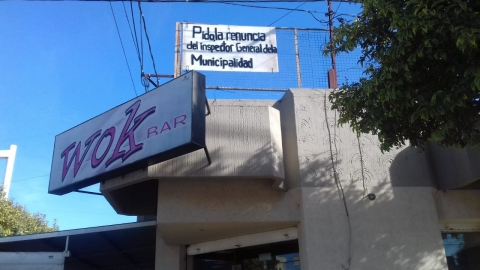 Pido la renuncia
del inspector General de la
Municipalidad
WOK BAR